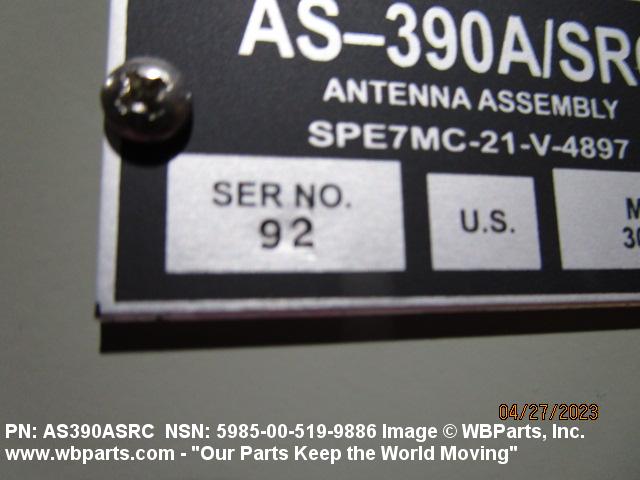 AS-390A/SRC
ANTENNA ASSEMBLY
SPE7MC-21-V-4897
SER NO.
92
U.S.
04/27/2023
PN: AS390ASRC NSN: 5985-00-519-9886 Image © WBParts, Inc.
www.wbparts.com - "Our Parts Keep the World Moving"